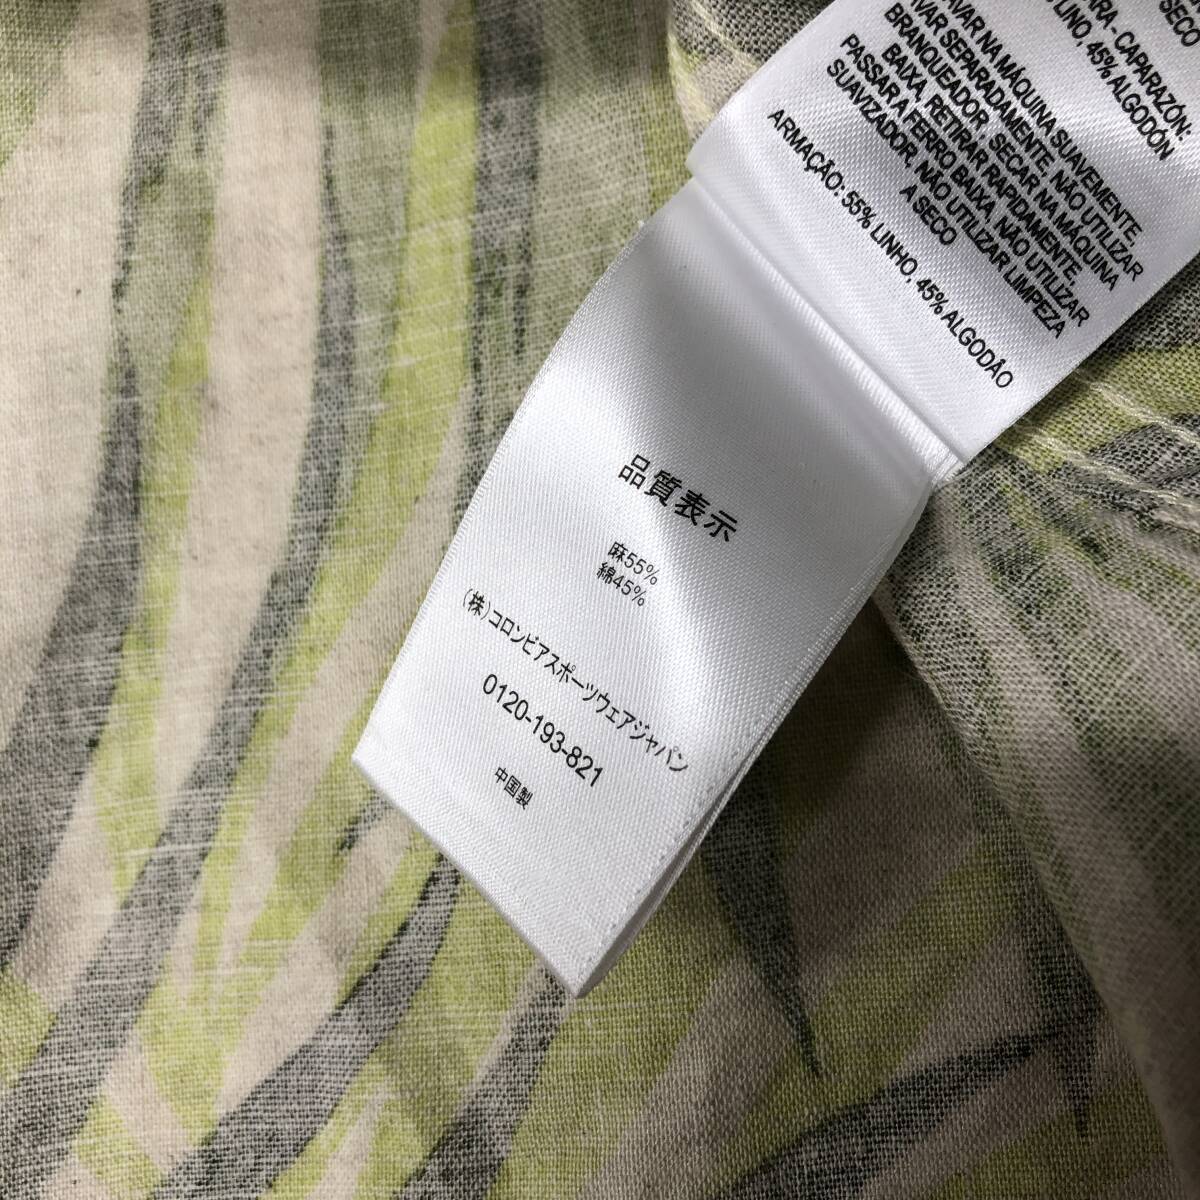 SECO
ARA - CAPARAZÓN:
LINO, 45% ALGODÓN
LAVAR NA MÁQUINA SUAVEMENTE.
LAVAR SEPARADAMENTE. NÃO UTILIZAR
BRANQUEADOR, SECAR NA MÁQUINA
BAIXA, RETIRAR RAPIDAMENTE,
PASSAR A FERRO BAIXA, NÃO UTILIZAR
SUAVIZADOR, NÃO UTILIZAR LIMPEZA
A SECO
ARMAÇÃO: 55% LINHO, 45% ALGODÃO
品質表示
麻55%
綿45%
(株)コロンビアスポーツウェアジャパン
0120-193-821
中国製